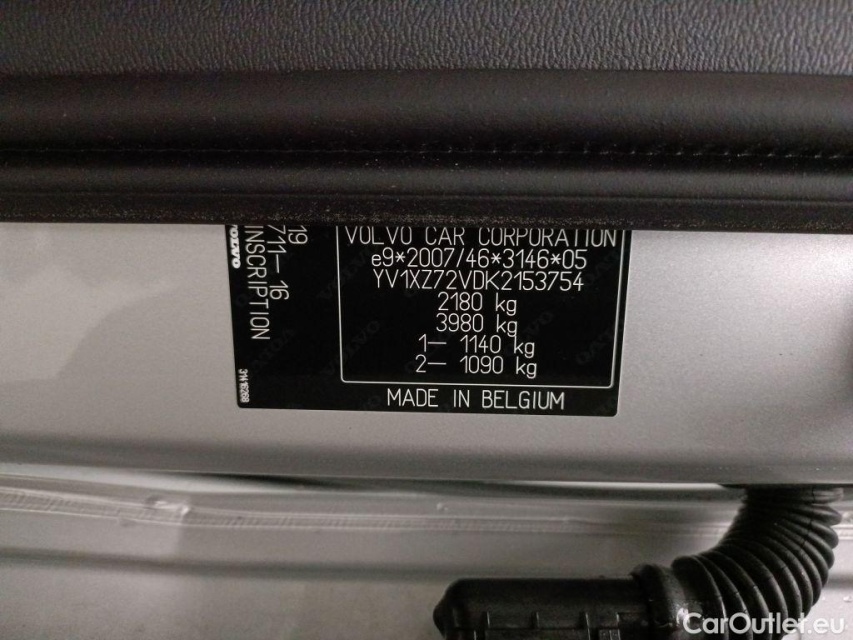 VOLVO CAR CORPORATION
e9*2007/46*3146*05
YV1XZ72VDK2153754
2180 kg
3980 kg
1— 1140 kg
2— 1090 kg
MADE IN BELGIUM
19
711— 16
INSCRIPTION
VOLVO
CarOutlet.eu